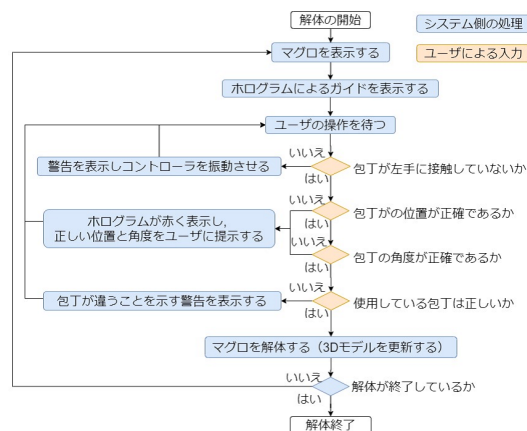 解体の開始
システム側の処理
マグロを表示する
ユーザによる入力
ホログラムによるガイドを表示する
ユーザの操作を待つ
いいえ
警告を表示しコントローラを振動させる
包丁が左手に接触していないか
はい
いいえ
包丁がの位置が正確であるか
ホログラムが赤く表示し,
正しい位置と角度をユーザに提示する
はい
いいえ
包丁の角度が正確であるか
はい
いいえ
包丁が違うことを示す警告を表示する
使用している包丁は正しいか
はい
マグロを解体する（3Dモデルを更新する）
いいえ
解体が終了しているか
はい
解体終了